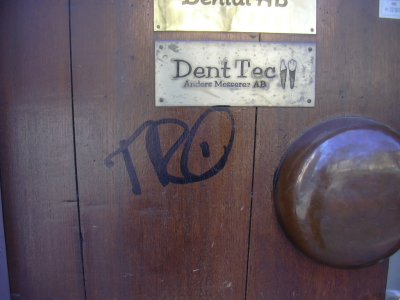 Dental AB
Dent Tec
Anders Messerer AB
TRO